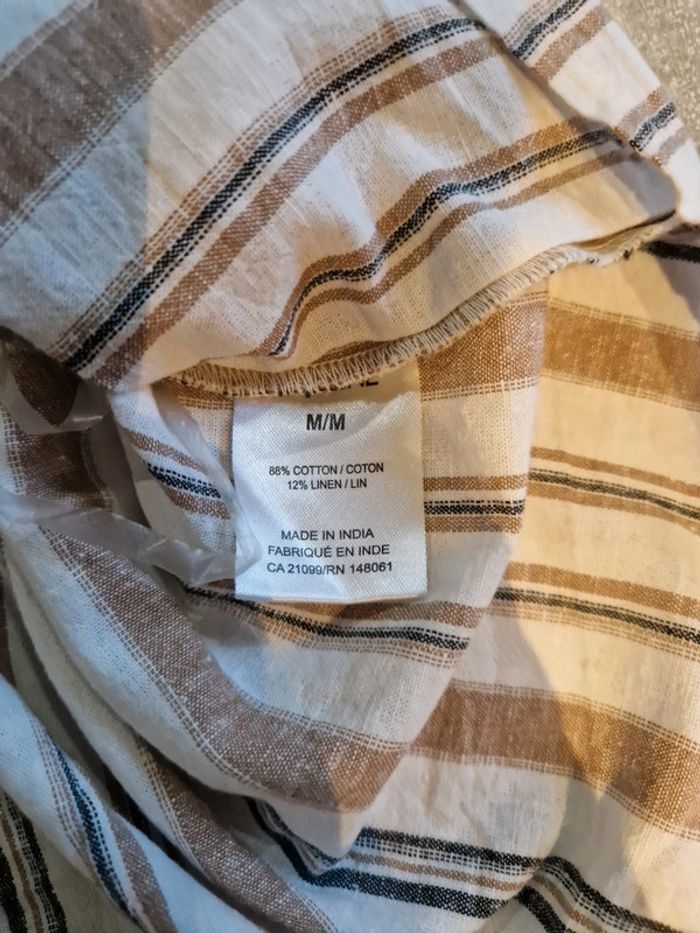 M/M
88% COTTON / COTON
12% LINEN / LIN
MADE IN INDIA
FABRIQUÉ EN INDE
CA 21099/RN 148061